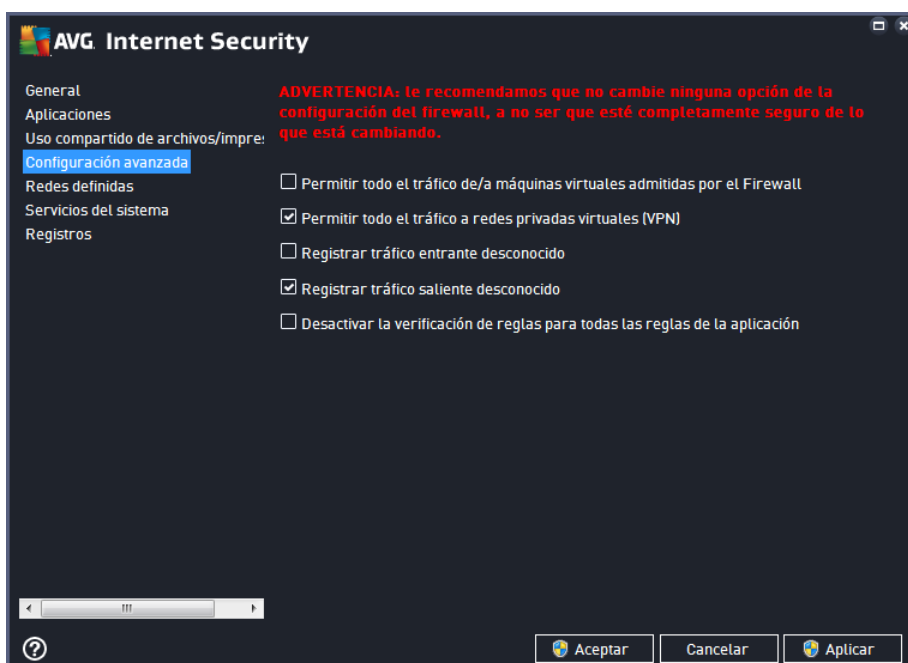 AVG Internet Security
General
Aplicaciones
Uso compartido de archivos/impre
Configuración avanzada
Redes definidas
Servicios del sistema
Registros
ADVERTENCIA: le recomendamos que no cambie ninguna opción de la
configuración del firewall, a no ser que esté completamente seguro de lo
que está cambiando.
Permitir todo el tráfico de/a máquinas virtuales admitidas por el Firewall
Permitir todo el tráfico a redes privadas virtuales (VPN)
Registrar tráfico entrante desconocido
Registrar tráfico saliente desconocido
Desactivar la verificación de reglas para todas las reglas de la aplicación
Aceptar
Cancelar
Aplicar